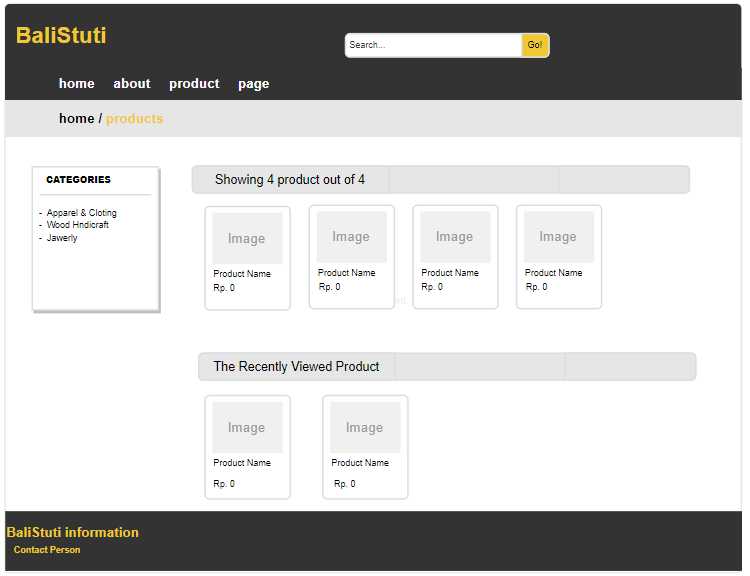 BaliStuti
Search... Go!
home about product page
home / products
CATEGORIES
- Apparel & Cloting
- Wood Hndicraft
- Jawerly
Showing 4 product out of 4
Image Image Image Image
Product Name Product Name Product Name Product Name
Rp. 0 Rp. 0 Rp. 0 Rp. 0
The Recently Viewed Product
Image Image
Product Name Product Name
Rp. 0 Rp. 0
BaliStuti information
Contact Person